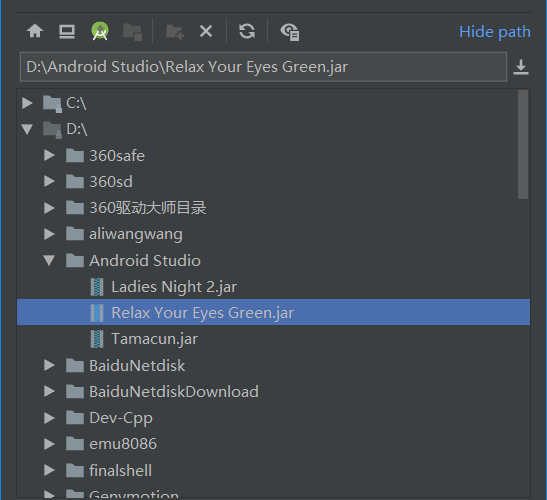 Hide path
D:\Android Studio\Relax Your Eyes Green.jar
C:\
D:\
360safe
360sd
360驱动大师目录
aliwangwang
Android Studio
Ladies Night 2.jar
Relax Your Eyes Green.jar
Tamacun.jar
BaiduNetdisk
BaiduNetdiskDownload
Dev-Cpp
emu8086
finalshell
Genymotion